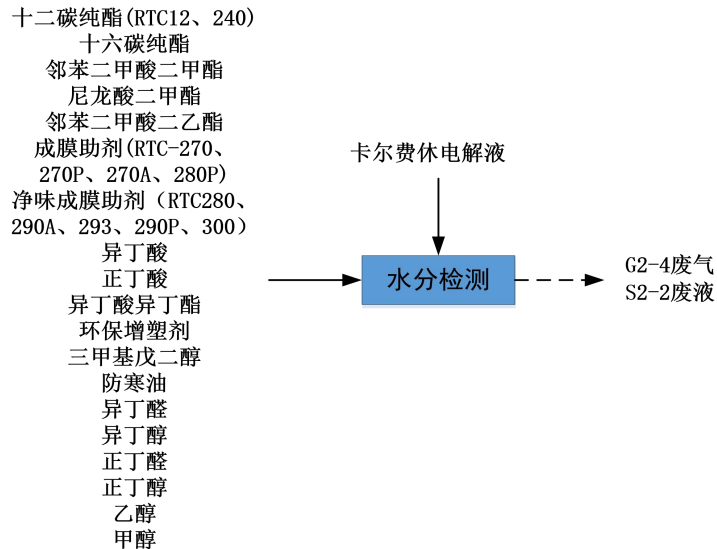 十二碳纯酯(RTC12、240)
十六碳纯酯
邻苯二甲酸二甲酯
尼龙酸二甲酯
邻苯二甲酸二乙酯
成膜助剂(RTC-270、
270P、270A、280P)
净味成膜助剂（RTC280、
290A、293、290P、300）
异丁酸
正丁酸
异丁酸异丁酯
环保增塑剂
三甲基戊二醇
防寒油
异丁醛
异丁醇
正丁醛
正丁醇
乙醇
甲醇
卡尔费休电解液
水分检测
G2-4废气
S2-2废液